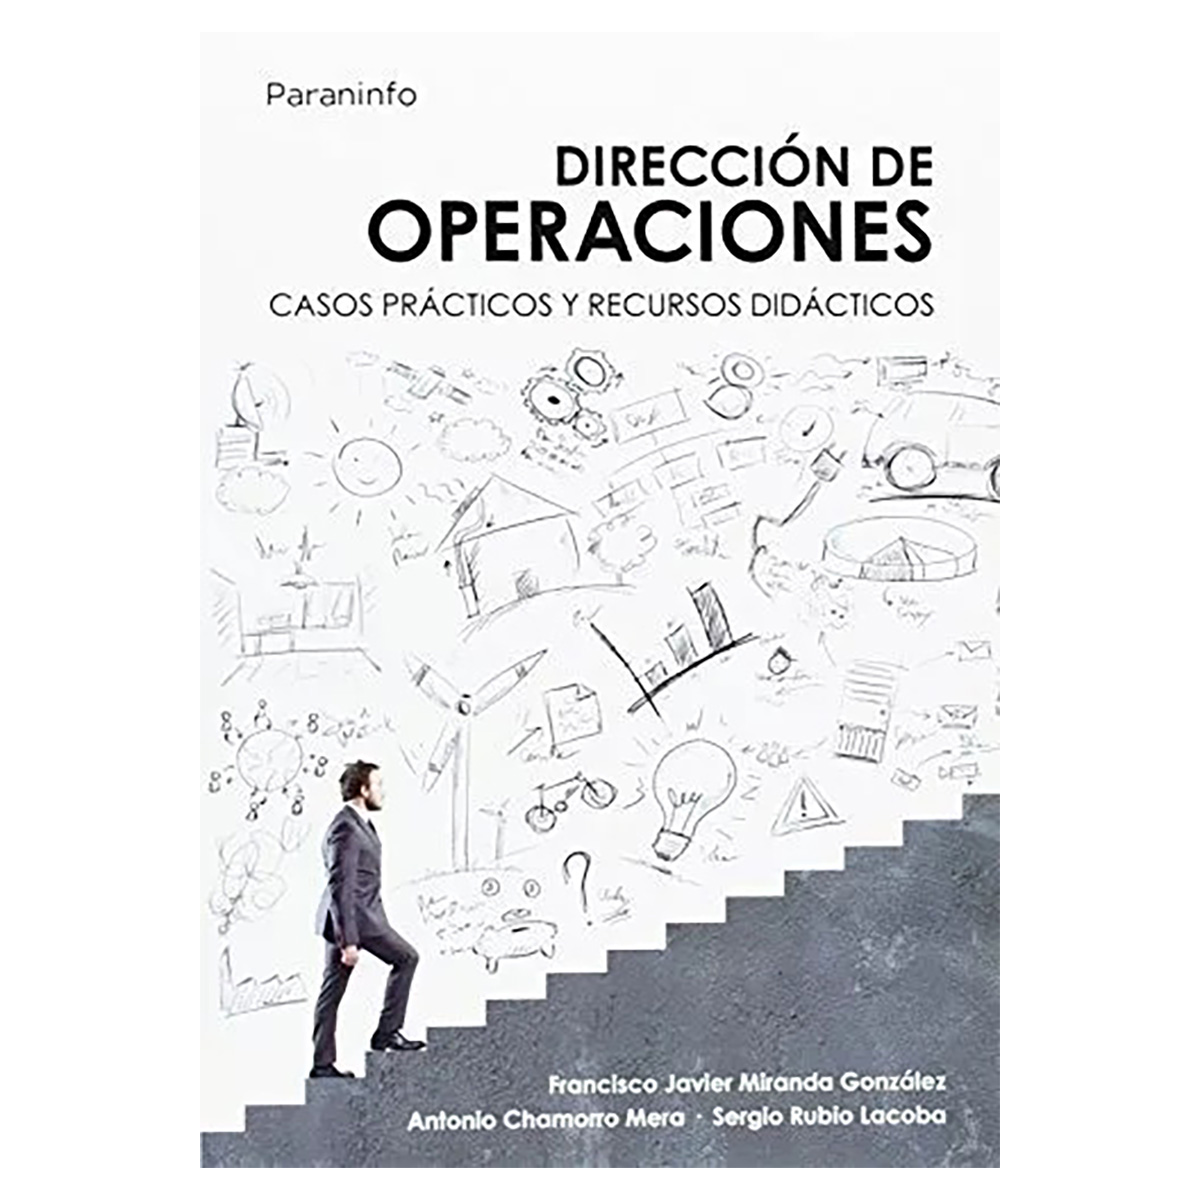 Paraninfo
DIRECCIÓN DE
OPERACIONES
CASOS PRÁCTICOS Y RECURSOS DIDÁCTICOS
Francisco Javier Miranda González
Antonio Chamorro Mera · Sergio Rubio Lacoba